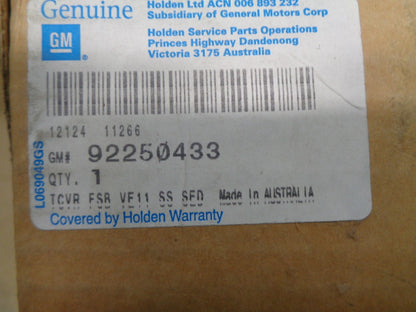 Genuine
GM
Holden Ltd ACN 006 893 232
Subsidiary of General Motors Corp
Holden Service Parts Operations
Princes Highway Dandenong
Victoria 3175 Australia
12124 11266
GM# 92250433
QTY. 1
TCVR FSB VE11 SS SED Made In AUSTRALIA
Covered by Holden Warranty
L069049GS